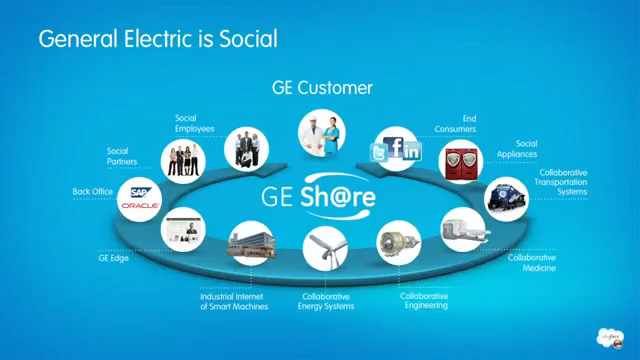 General Electric is Social
GE Customer
Social
Employees
End
Consumers
Social
Partners
Social
Appliances
Back Office
SAP
ORACLE
Collaborative
Transportation
Systems
GE Sh@re
GE Edge
Collaborative
Medicine
Industrial Internet
of Smart Machines
Collaborative
Energy Systems
Collaborative
Engineering